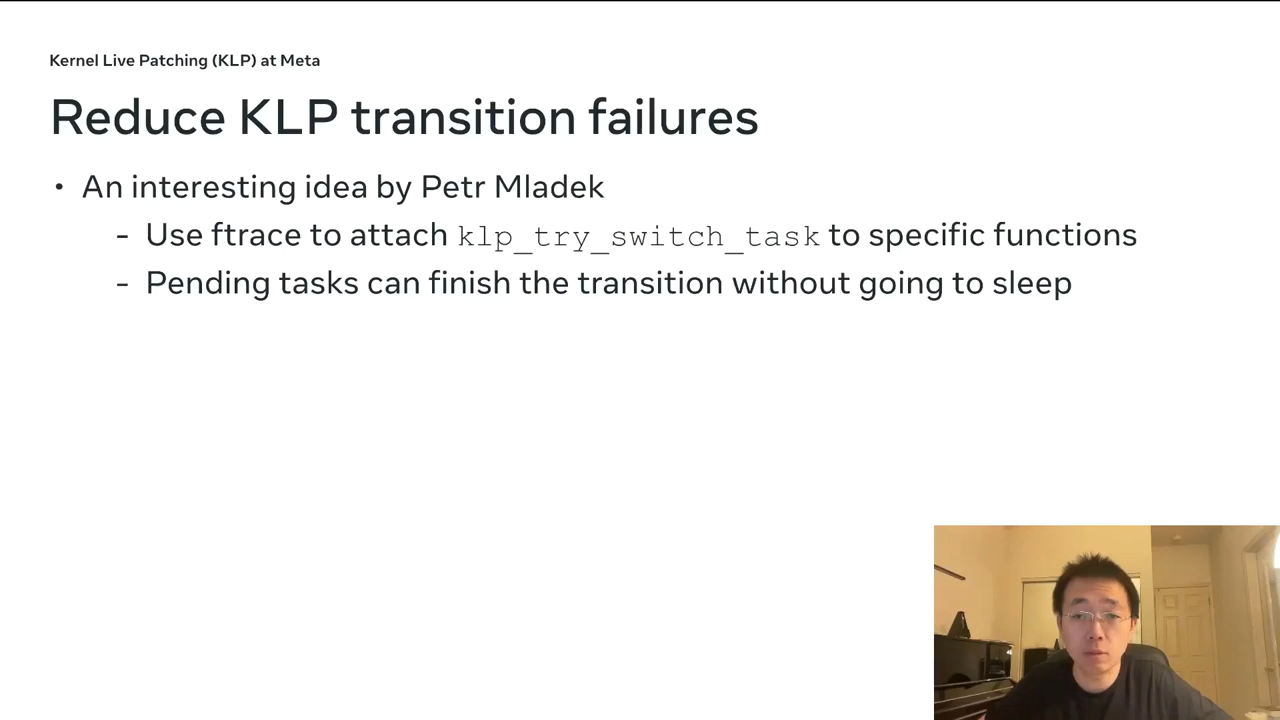 Kernel Live Patching (KLP) at Meta
Reduce KLP transition failures
• An interesting idea by Petr Mladek
- Use ftrace to attach klp_try_switch_task to specific functions
- Pending tasks can finish the transition without going to sleep